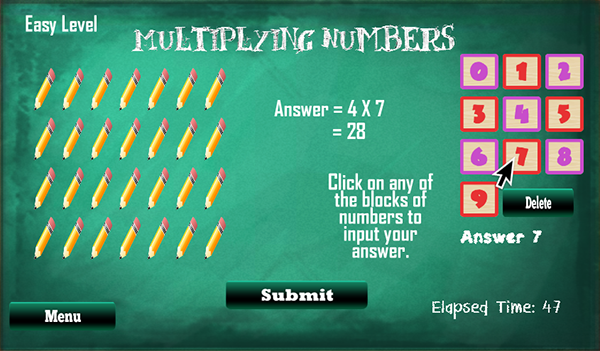 Easy Level
MULTIPLYING NUMBERS
Answer = 4 X 7
= 28
0 1 2
3 4 5
6 7 8
9 Delete
Click on any of
the blocks of
numbers to
input your
answer.
Answer 7
Submit
Menu
Elapsed Time: 47